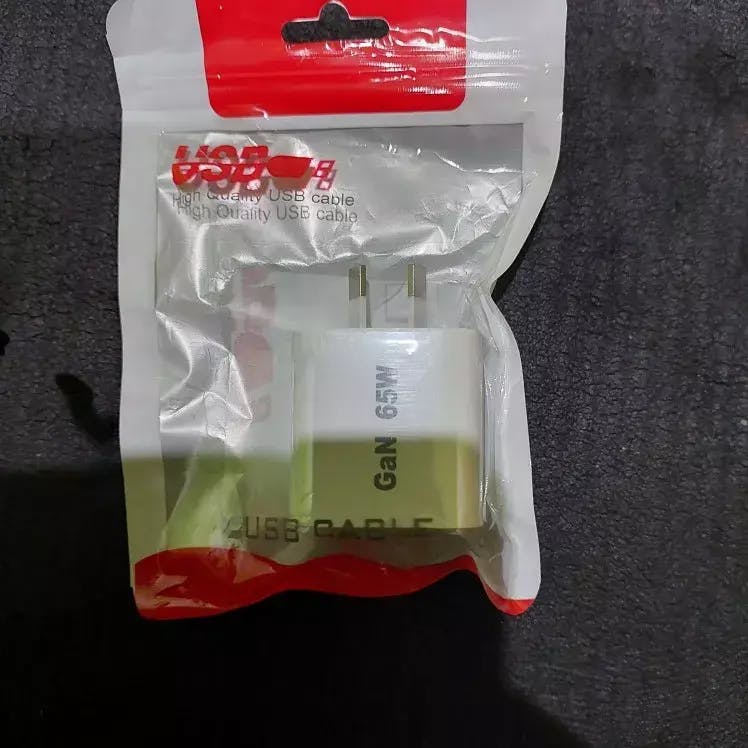 USB
High Quality USB cable
High Quality USB cable
GaN 65W
USB CABLE